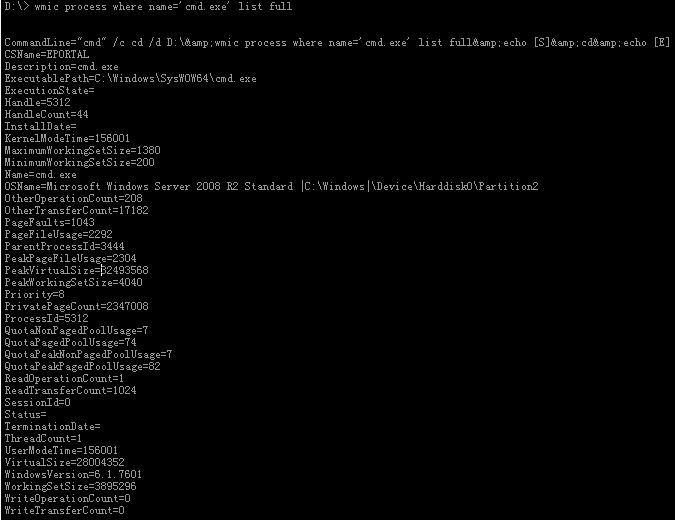 D:\> wmic process where name='cmd.exe' list full
CommandLine="cmd" /c cd /d D:\&amp;wmic process where name='cmd.exe' list full&amp;echo [S]&amp;cd&amp;echo [E]
CSName=EPORTAL
Description=cmd.exe
ExecutablePath=C:\Windows\SysWOW64\cmd.exe
ExecutionState=
Handle=5312
HandleCount=44
InstallDate=
KernelModeTime=156001
MaximumWorkingSetSize=1380
MinimumWorkingSetSize=200
Name=cmd.exe
OSName=Microsoft Windows Server 2008 R2 Standard |C:\Windows|\Device\Harddisk0\Partition2
OtherOperationCount=208
OtherTransferCount=17182
PageFaults=1043
PageFileUsage=2292
ParentProcessId=3444
PeakPageFileUsage=2304
PeakVirtualSize=32493568
PeakWorkingSetSize=4040
Priority=8
PrivatePageCount=2347008
ProcessId=5312
QuotaNonPagedPoolUsage=7
QuotaPagedPoolUsage=74
QuotaPeakNonPagedPoolUsage=7
QuotaPeakPagedPoolUsage=82
ReadOperationCount=1
ReadTransferCount=1024
SessionId=0
Status=
TerminationDate=
ThreadCount=1
UserModeTime=156001
VirtualSize=28004352
WindowsVersion=6.1.7601
WorkingSetSize=3895296
WriteOperationCount=0
WriteTransferCount=0